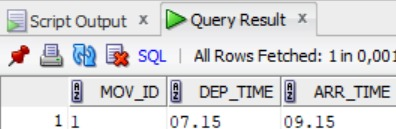 Script Output x Query Result x
SQL | All Rows Fetched: 1 in 0,001
MOV_ID DEP_TIME ARR_TIME
1 1 07.15 09.15